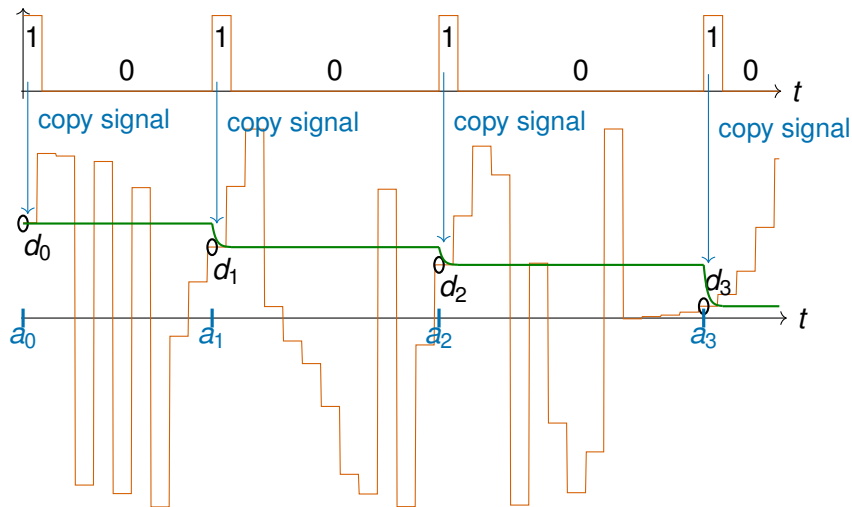 1 1 1 1
0 0 0 0
t
copy signal copy signal copy signal copy signal
d0 d1 d2 d3
t
a0 a1 a2 a3